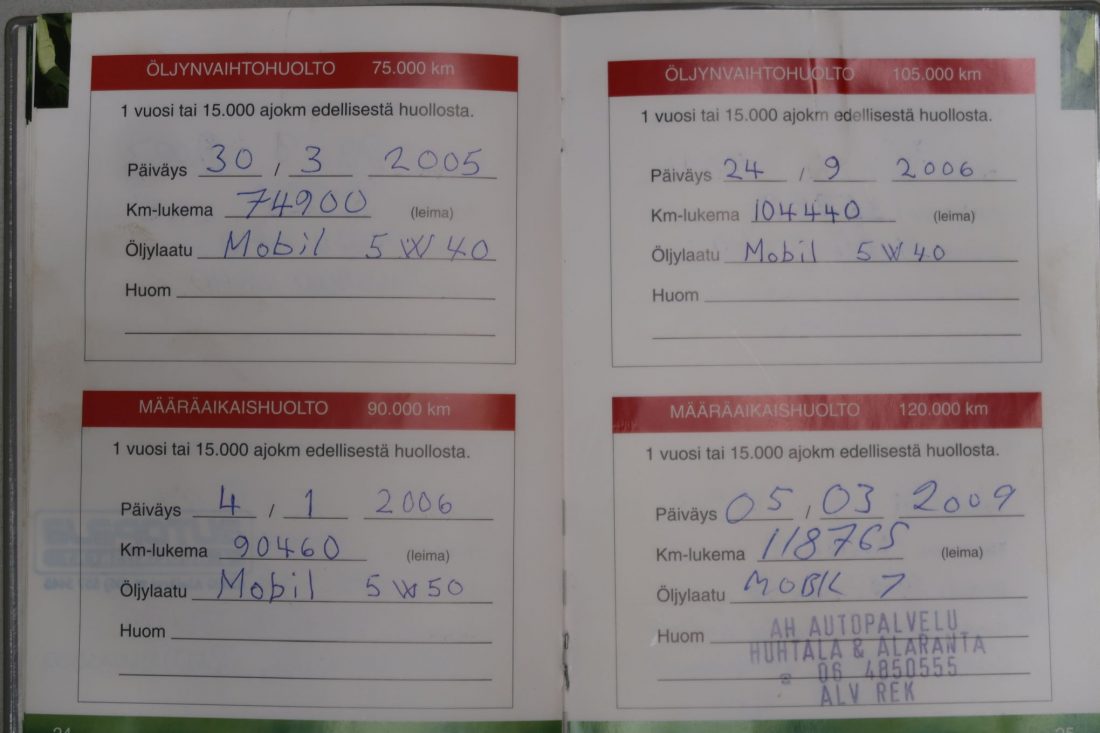 ÖLJYNVAIHTOHUOLTO 75.000 km
1 vuosi tai 15.000 ajokm edellisestä huollosta.
Päiväys 30 / 3 2005
Km-lukema 74900 (leima)
Öljylaatu Mobil 5W40
Huom
MÄÄRÄAIKAISHUOLTO 90.000 km
1 vuosi tai 15.000 ajokm edellisestä huollosta.
Päiväys 4 / 1 2006
Km-lukema 90460 (leima)
Öljylaatu Mobil 5W50
Huom
ÖLJYNVAIHTOHUOLTO 105.000 km
1 vuosi tai 15.000 ajokm edellisestä huollosta.
Päiväys 24 / 9 2006
Km-lukema 104440 (leima)
Öljylaatu Mobil 5W40
Huom
MÄÄRÄAIKAISHUOLTO 120.000 km
1 vuosi tai 15.000 ajokm edellisestä huollosta.
Päiväys 05 / 03 2009
Km-lukema 118765 (leima)
Öljylaatu
Huom
AH AUTOPALVELU
HUHTALA & ALARANTA
06 4850555
ALV REK